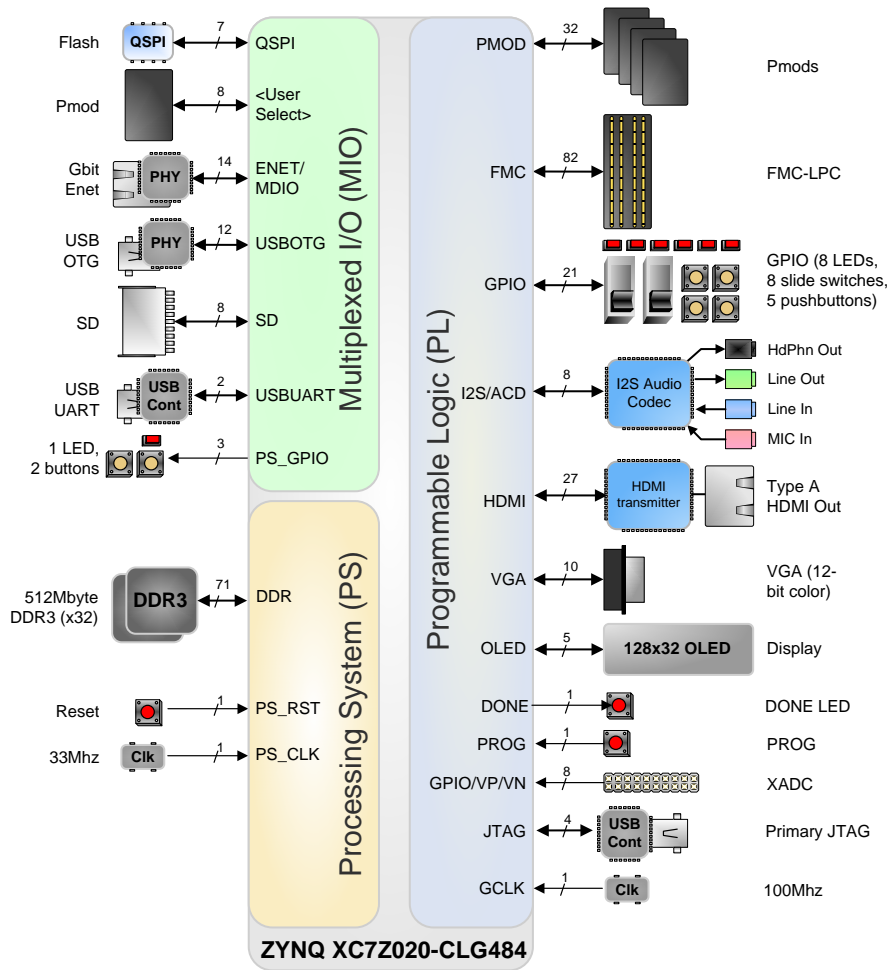 Flash
QSPI
7
QSPI
Pmod
8
<User
Select>
Gbit
Enet
PHY
14
ENET/
MDIO
USB
OTG
PHY
12
USBOTG
SD
8
SD
USB
UART
USB
Cont
2
USBUART
1 LED,
2 buttons
3
PS_GPIO
Multiplexed I/O (MIO)
512Mbyte
DDR3 (x32)
DDR3
71
DDR
Reset
1
PS_RST
33Mhz
Clk
1
PS_CLK
Processing System (PS)
Programmable Logic (PL)
PMOD
32
Pmods
FMC
82
FMC-LPC
GPIO
21
GPIO (8 LEDs,
8 slide switches,
5 pushbuttons)
I2S/ACD
8
I2S Audio
Codec
HdPhn Out
Line Out
Line In
MIC In
HDMI
27
HDMI
transmitter
Type A
HDMI Out
VGA
10
VGA (12-
bit color)
OLED
5
128x32 OLED
Display
DONE
1
DONE LED
PROG
1
PROG
GPIO/VP/VN
8
XADC
JTAG
4
USB
Cont
Primary JTAG
GCLK
1
Clk
100Mhz
ZYNQ XC7Z020-CLG484